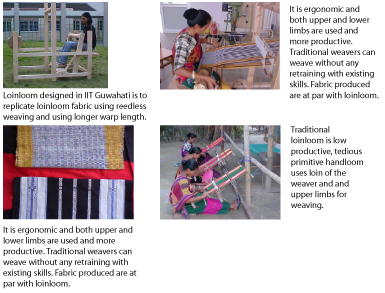 Loinloom designed in IIT Guwahati is to
replicate loinloom fabric using reedless
weaving and using longer warp length.
It is ergonomic and
both upper and lower
limbs are used and
more productive.
Traditional weavers can
weave without any
retraining with existing
skills. Fabric produced
are at par with loinloom.
It is ergonomic and both upper and
lower limbs are used and more
productive. Traditional weavers can
weave without any retraining with
existing skills. Fabric produced are at
par with loinloom.
Traditional
loinloom is low
productive, tedious
primitive handloom
uses loin of the
weaver and and
upper limbs for
weaving.